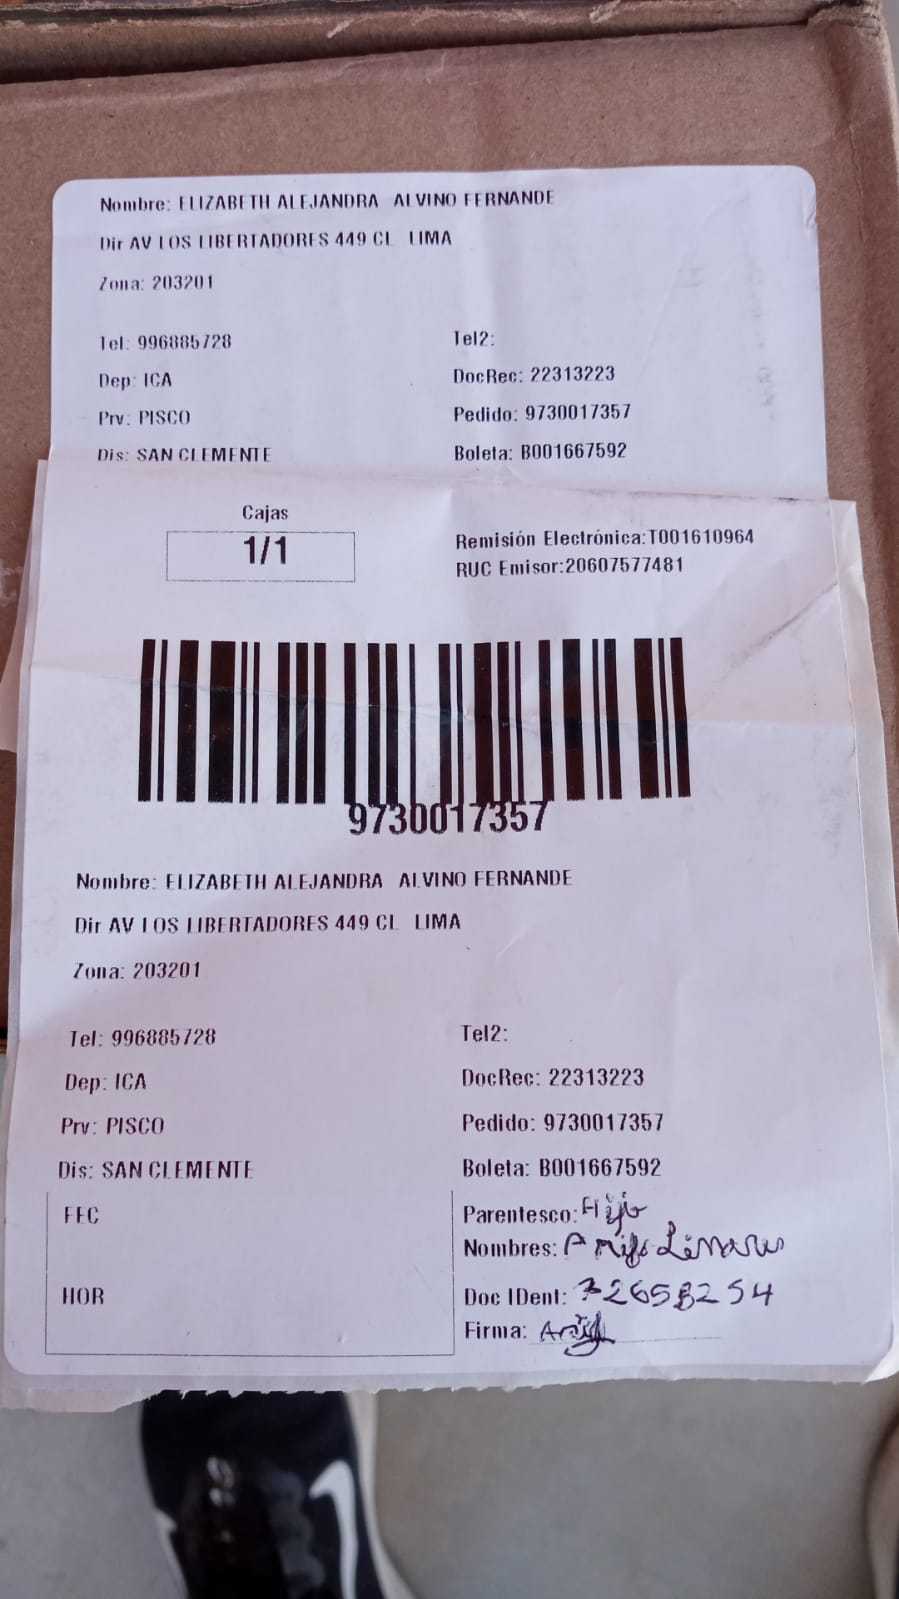 Nombre: ELIZABETH ALEJANDRA ALVINO FERNANDE
Dir AV LOS LIBERTADORES 449 CL LIMA
Zona: 203201
Tel: 996885728 Tel2:
Dep: ICA DocRec: 22313223
Prv: PISCO Pedido: 9730017357
Dis: SAN CLEMENTE Boleta: B001667592
Cajas
1/1
Remisión Electrónica:T001610964
RUC Emisor:20607577481
9730017357
Nombre: ELIZABETH ALEJANDRA ALVINO FERNANDE
Dir AV LOS LIBERTADORES 449 CL LIMA
Zona: 203201
Tel: 996885728 Tel2:
Dep: ICA DocRec: 22313223
Prv: PISCO Pedido: 9730017357
Dis: SAN CLEMENTE Boleta: B001667592
FEC
HOR
Parentesco: Hijo
Nombres: Linares
Doc IDent:
Firma: